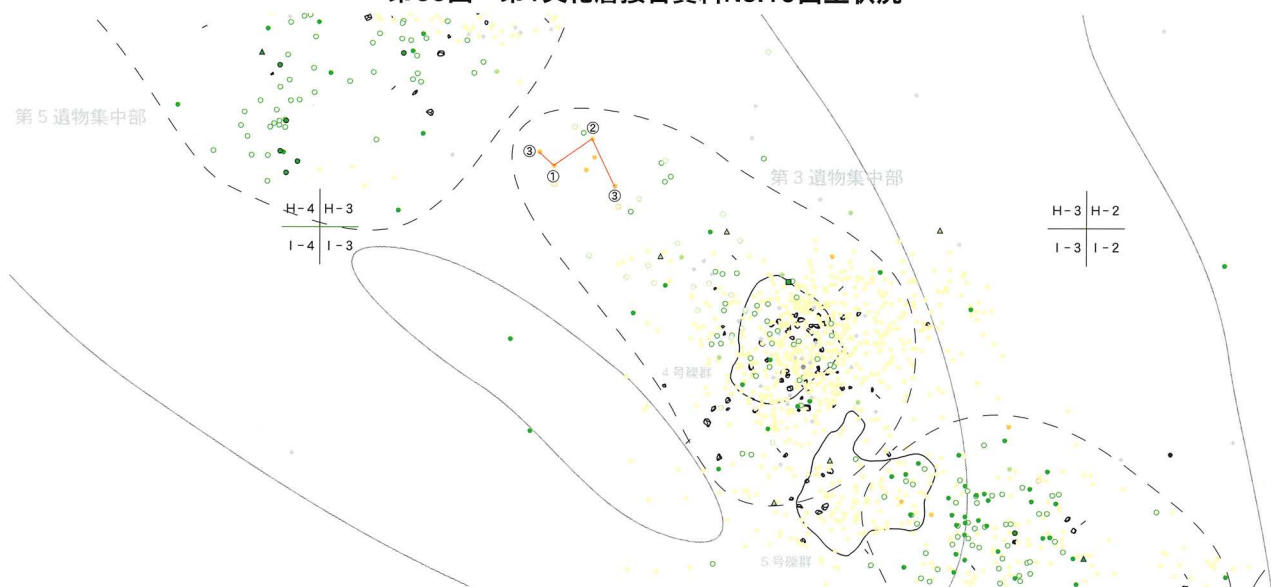 第5遺物集中部
②
③
①
③
第3遺物集中部
H-4 H-3
I-4 I-3
H-3 H-2
I-3 I-2
4号礫群
5号礫群